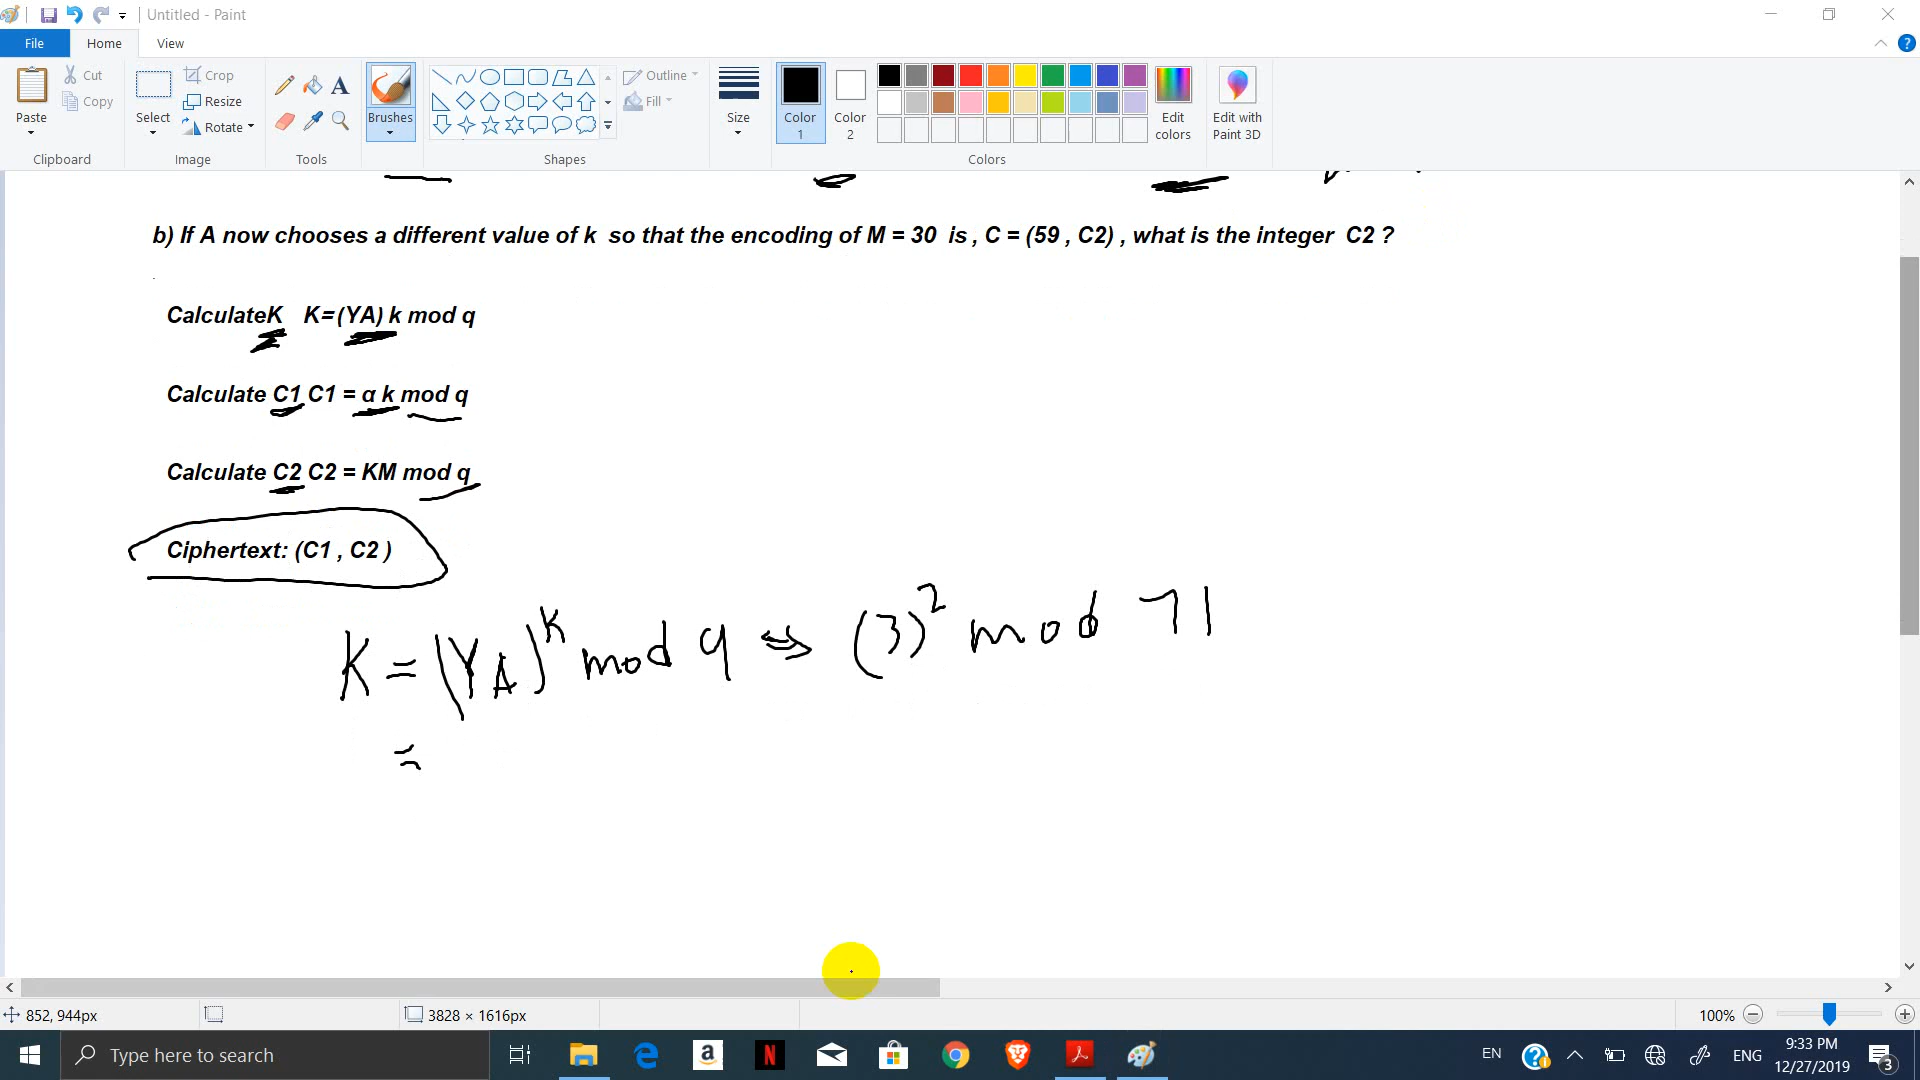 Untitled - Paint
File Home View
Cut
Copy
Paste
Clipboard
Crop
Resize
Rotate
Select
Image
Tools
Brushes
Outline
Fill
Shapes
Size
Color 1
Color 2
Edit colors
Edit with Paint 3D
Colors
b) If A now chooses a different value of k so that the encoding of M = 30 is , C = (59 , C2) , what is the integer C2 ?
CalculateK K=(YA) k mod q
Calculate C1 C1 = α k mod q
Calculate C2 C2 = KM mod q
Ciphertext: (C1 , C2 )
K = (YA)^K mod q ⇒ (3)^2 mod 71
=
852, 944px
3828 × 1616px
100%
Type here to search
EN
ENG
9:33 PM
12/27/2019
3